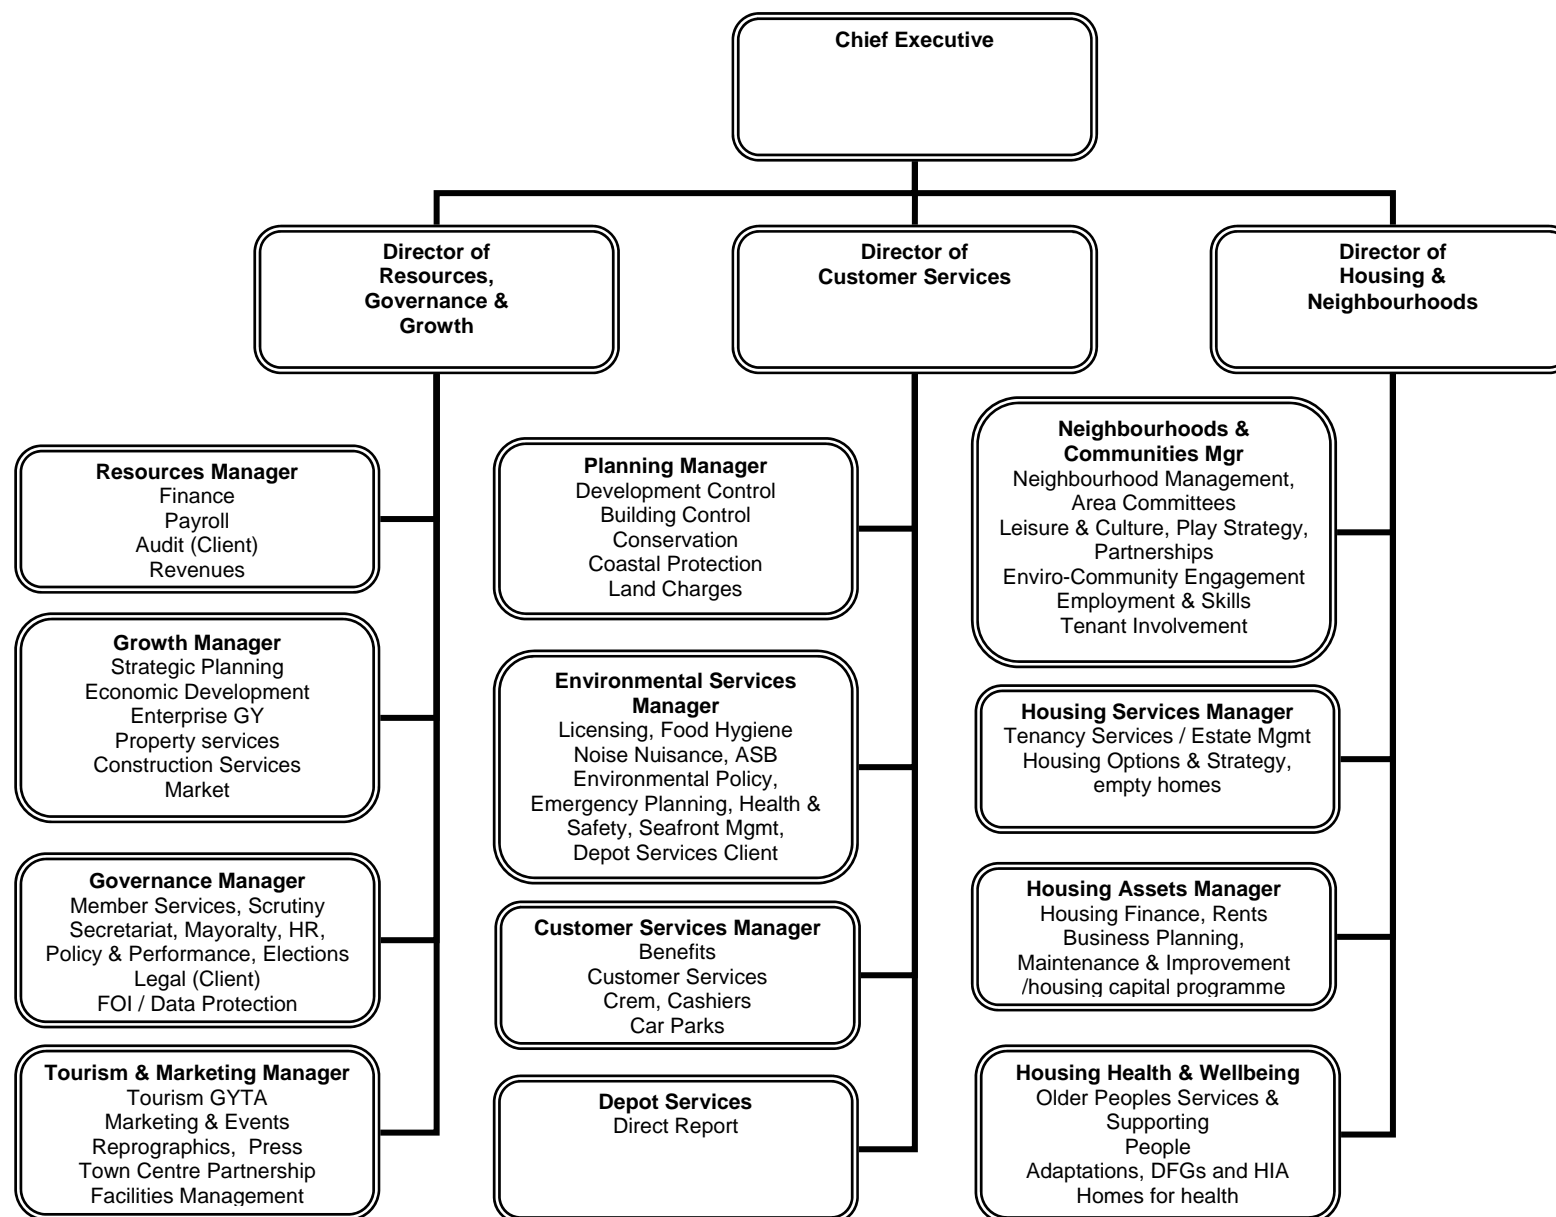 Chief Executive
Director of
Resources,
Governance &
Growth
Director of
Customer Services
Director of
Housing &
Neighbourhoods
Resources Manager
Finance
Payroll
Audit (Client)
Revenues
Growth Manager
Strategic Planning
Economic Development
Enterprise GY
Property services
Construction Services
Market
Governance Manager
Member Services, Scrutiny
Secretariat, Mayoralty, HR,
Policy & Performance, Elections
Legal (Client)
FOI / Data Protection
Tourism & Marketing Manager
Tourism GYTA
Marketing & Events
Reprographics,  Press
Town Centre Partnership
Facilities Management
Planning Manager
Development Control
Building Control
Conservation
Coastal Protection
Land Charges
Environmental Services
Manager
Licensing, Food Hygiene
Noise Nuisance, ASB
Environmental Policy,
Emergency Planning, Health &
Safety, Seafront Mgmt,
Depot Services Client
Customer Services Manager
Benefits
Customer Services
Crem, Cashiers
Car Parks
Depot Services
Direct Report
Neighbourhoods &
Communities Mgr
Neighbourhood Management,
Area Committees
Leisure & Culture, Play Strategy,
Partnerships
Enviro-Community Engagement
Employment & Skills
Tenant Involvement
Housing Services Manager
Tenancy Services / Estate Mgmt
Housing Options & Strategy,
empty homes
Housing Assets Manager
Housing Finance, Rents
Business Planning,
Maintenance & Improvement
/housing capital programme
Housing Health & Wellbeing
Older Peoples Services &
Supporting
People
Adaptations, DFGs and HIA
Homes for health